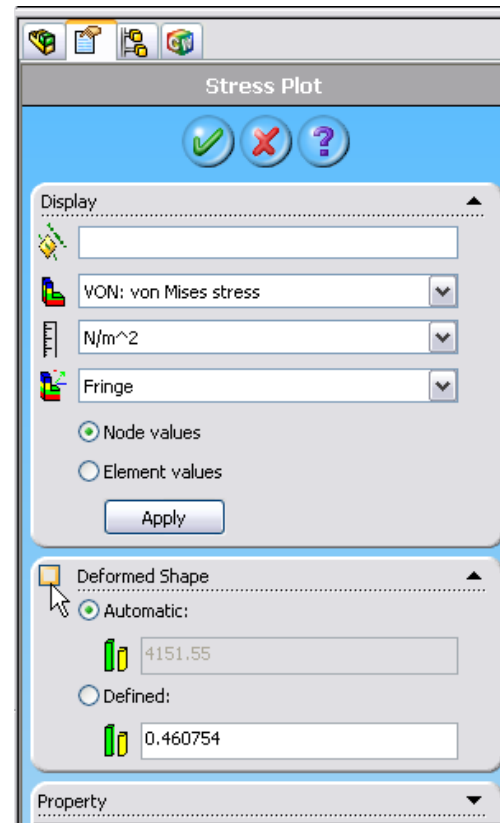 Stress Plot
Display
VON: von Mises stress
N/m^2
Fringe
Node values
Element values
Apply
Deformed Shape
Automatic:
4151.55
Defined:
0.460754
Property